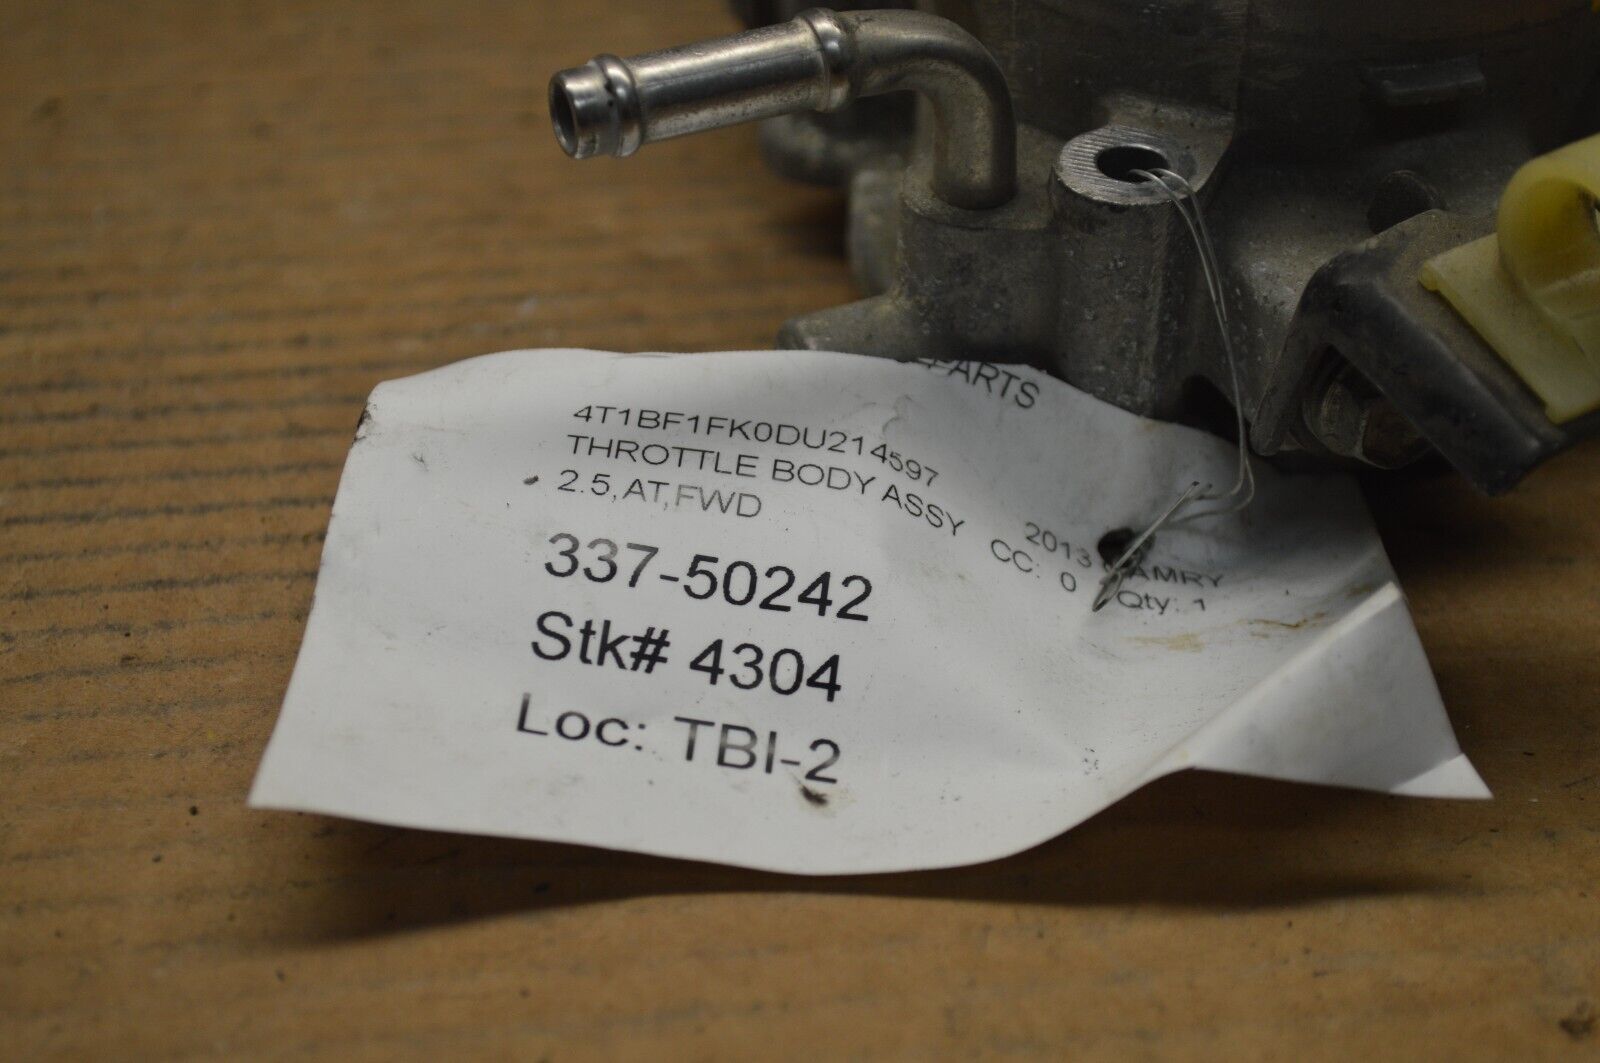 PARTS
4T1BF1FK0DU214597
THROTTLE BODY ASSY 2013 AMRY
2.5,AT,FWD CC: 0 Qty: 1
337-50242
Stk# 4304
Loc: TBI-2